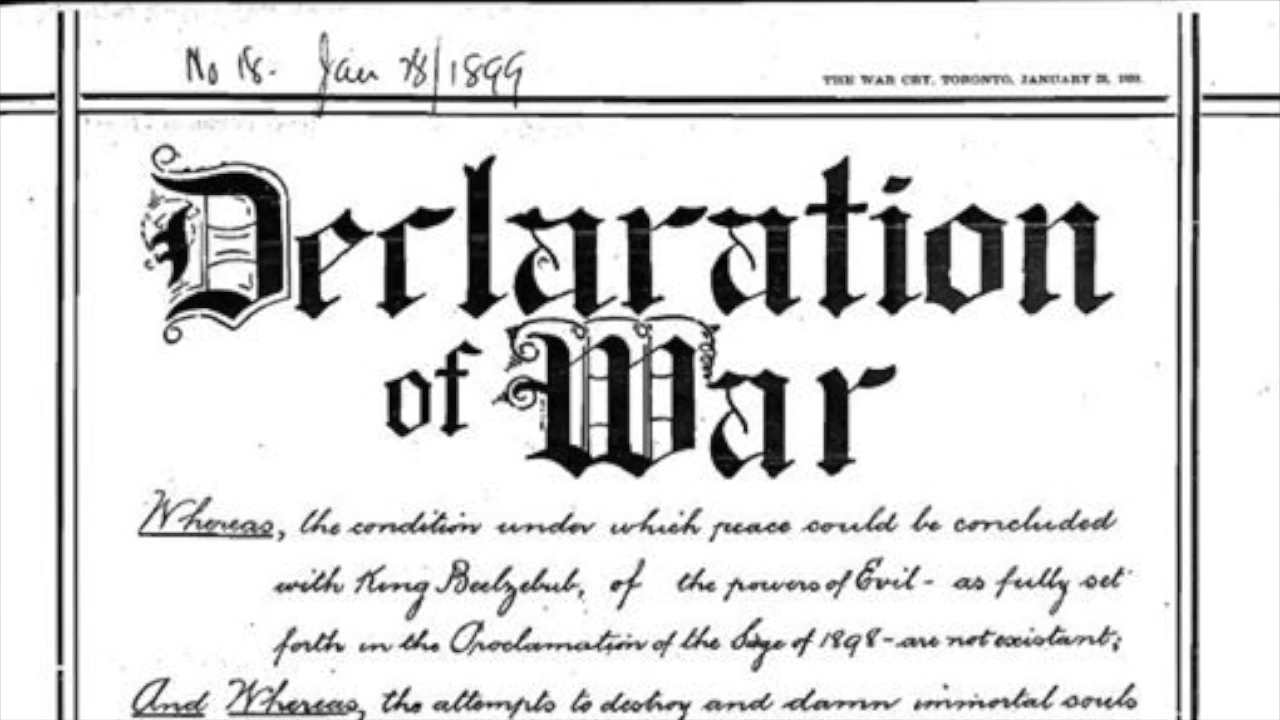 No 18. Jan 28/1899
THE WAR CRY, TORONTO, JANUARY 28, 1899.
Declaration
of War
Whereas, the condition under which peace could be concluded
with King Beelzebub, of the powers of Evil - as fully set
forth in the Proclamation of the Siege of 1898 - are not existant;
And Whereas, the attempts to destroy and damn immortal souls